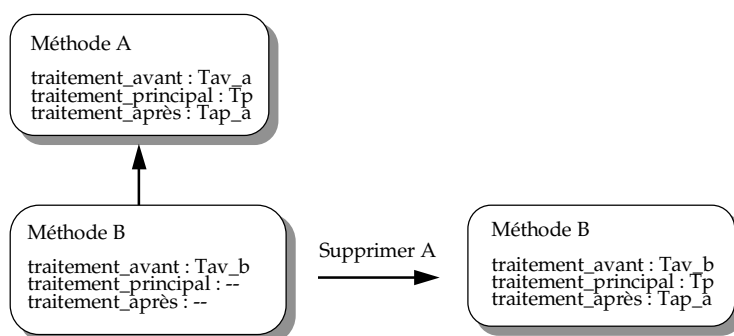 Méthode A
traitement_avant : Tav_a
traitement_principal : Tp
traitement_après : Tap_a
Méthode B
traitement_avant : Tav_b
traitement_principal : --
traitement_après : --
Supprimer A
Méthode B
traitement_avant : Tav_b
traitement_principal : Tp
traitement_après : Tap_a